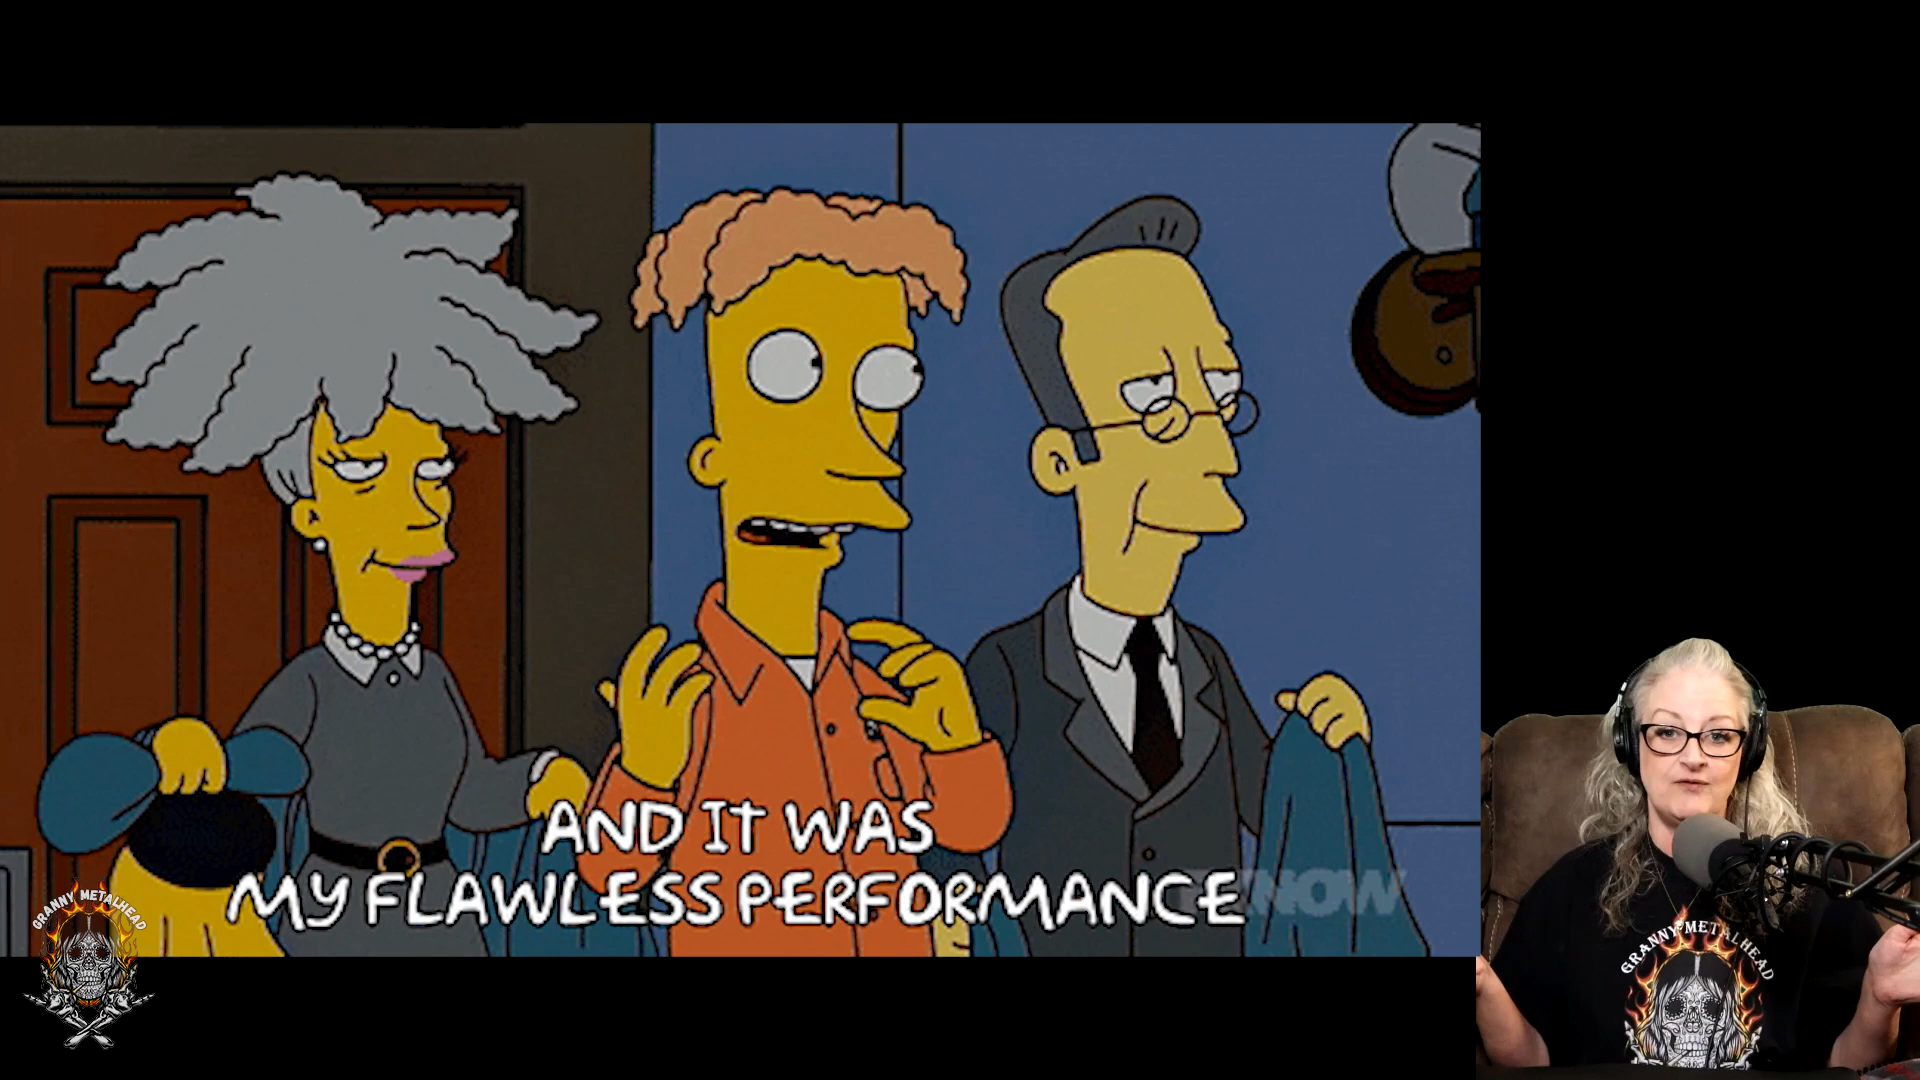 AND IT WAS
MY FLAWLESS PERFORMANCE
GRANNY METALHEAD
GRANNY METALHEAD